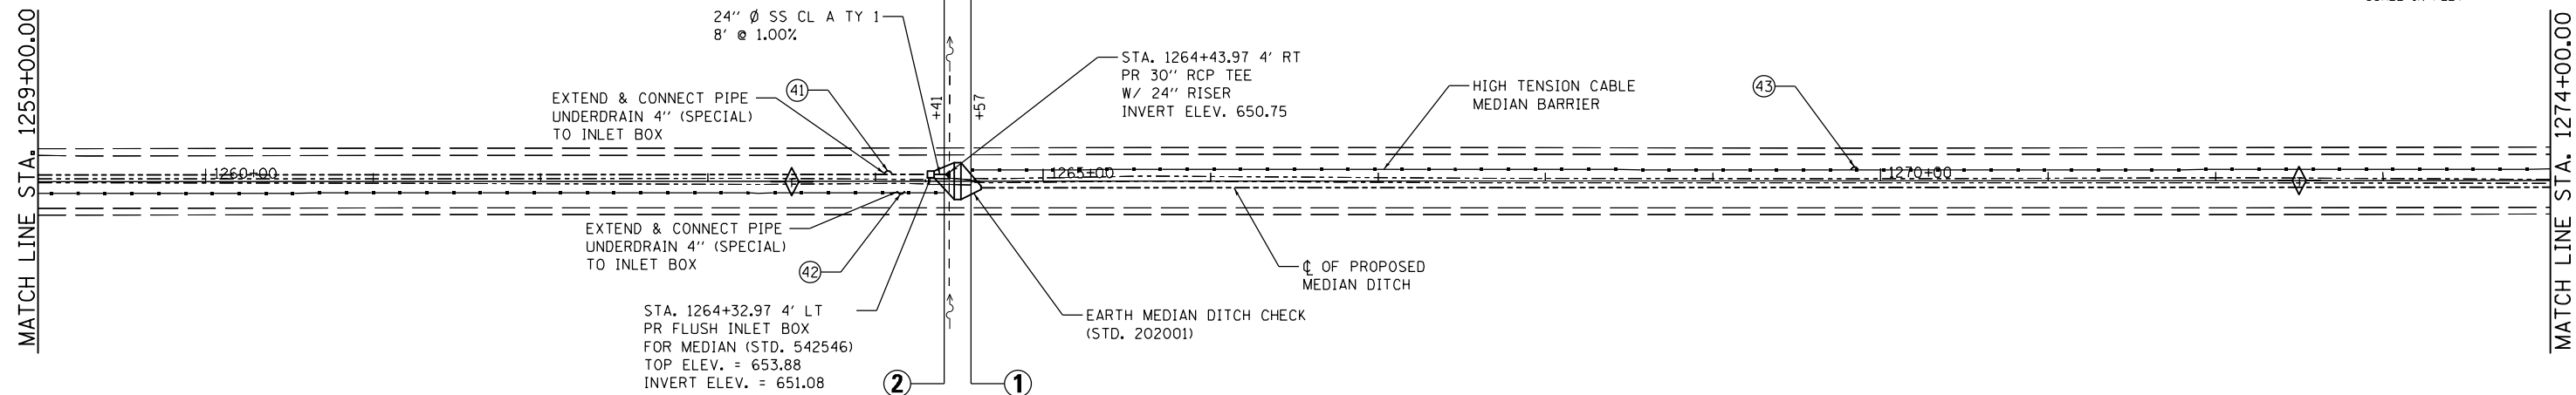 MATCH LINE STA. 1259+00.00
24'' Ø SS CL A TY 1
8' @ 1.00%
EXTEND & CONNECT PIPE
UNDERDRAIN 4'' (SPECIAL)
TO INLET BOX
41
+41
+57
STA. 1264+43.97 4' RT
PR 30'' RCP TEE
W/ 24'' RISER
INVERT ELEV. 650.75
HIGH TENSION CABLE
MEDIAN BARRIER
43
1260+00
1265+00
1270+00
EXTEND & CONNECT PIPE
UNDERDRAIN 4'' (SPECIAL)
TO INLET BOX
42
STA. 1264+32.97 4' LT
PR FLUSH INLET BOX
FOR MEDIAN (STD. 542546)
TOP ELEV. = 653.88
INVERT ELEV. = 651.08
2
1
EARTH MEDIAN DITCH CHECK
(STD. 202001)
℄ OF PROPOSED
MEDIAN DITCH
MATCH LINE STA. 1274+00.00